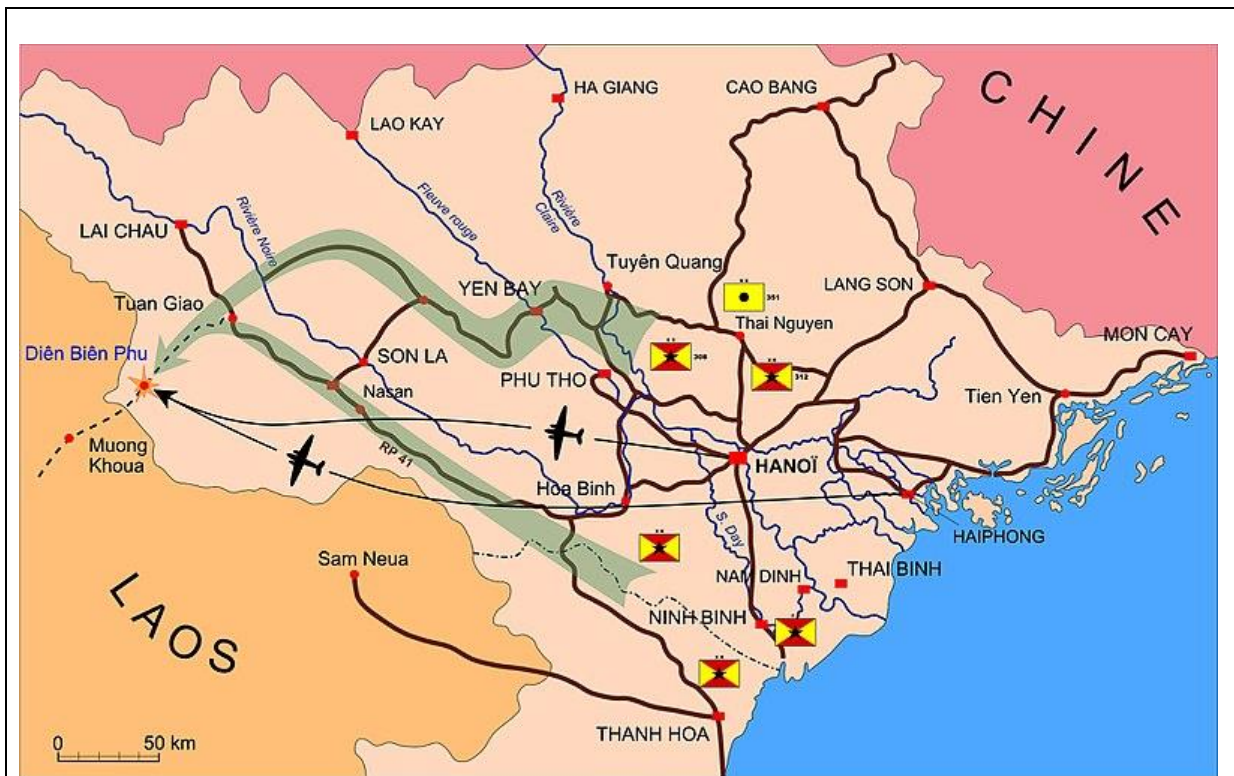 HA GIANG
CAO BANG
CHINE
LAO KAY
Fleuve rouge
Rivière
Claire
Rivière Noire
LAI CHAU
Tuyên Quang
LANG SON
Tuan Giao
YEN BAY
351
Thai Nguyen
MON CAY
Diên Biên Phu
SON LA
308
312
PHU THO
Nasan
Tien Yen
Muong
Khoua
RP 41
HANOÏ
Hoa Binh
S. Day
HAIPHONG
Sam Neua
NAM DINH
THAI BINH
LAOS
NINH BINH
THANH HOA
0 50 km